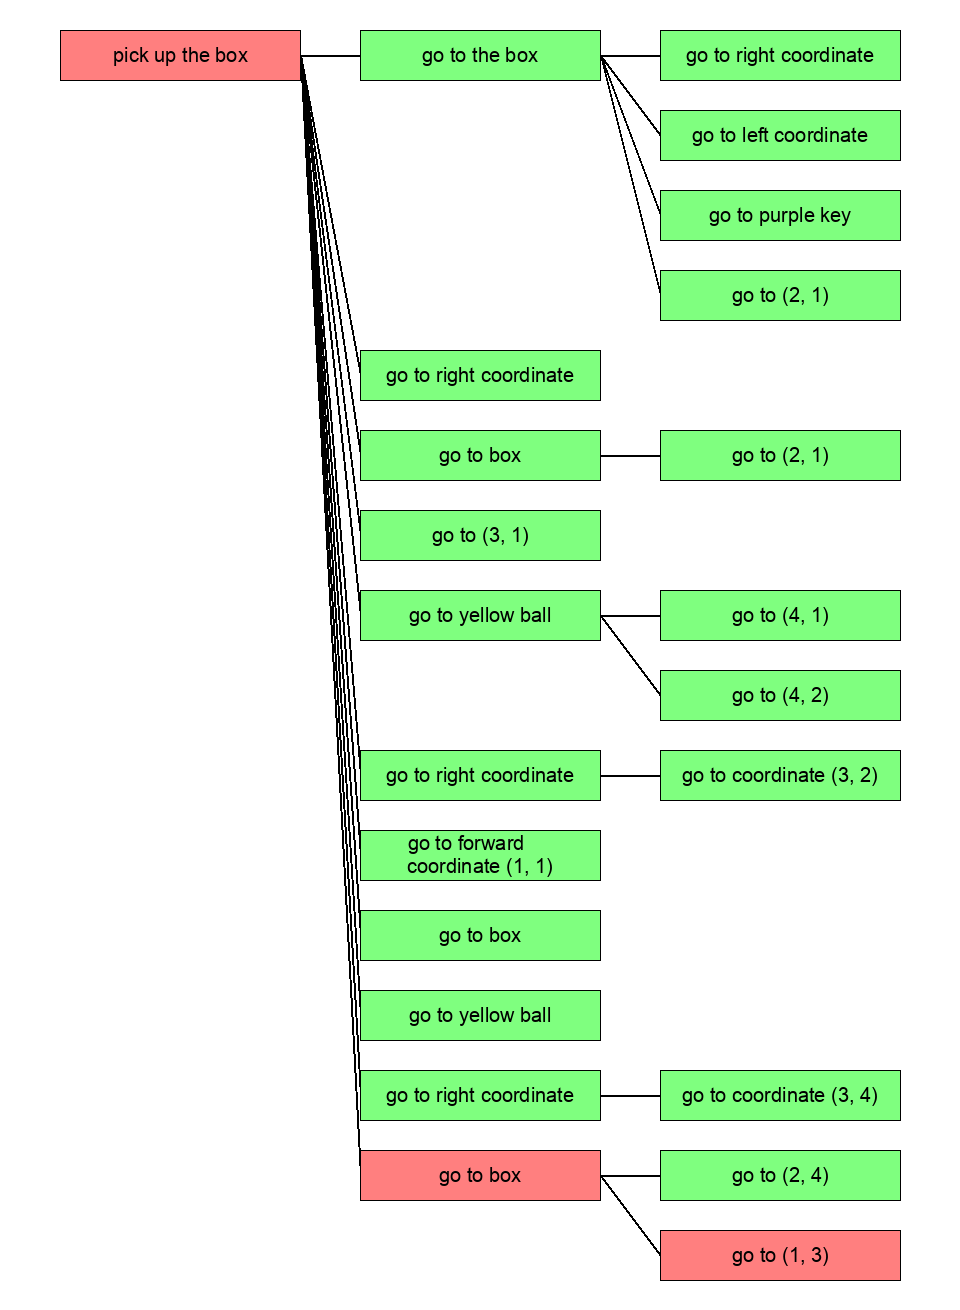 pick up the box
go to the box
go to right coordinate
go to left coordinate
go to purple key
go to (2, 1)
go to right coordinate
go to box
go to (2, 1)
go to (3, 1)
go to yellow ball
go to (4, 1)
go to (4, 2)
go to right coordinate
go to coordinate (3, 2)
go to forward
coordinate (1, 1)
go to box
go to yellow ball
go to right coordinate
go to coordinate (3, 4)
go to box
go to (2, 4)
go to (1, 3)